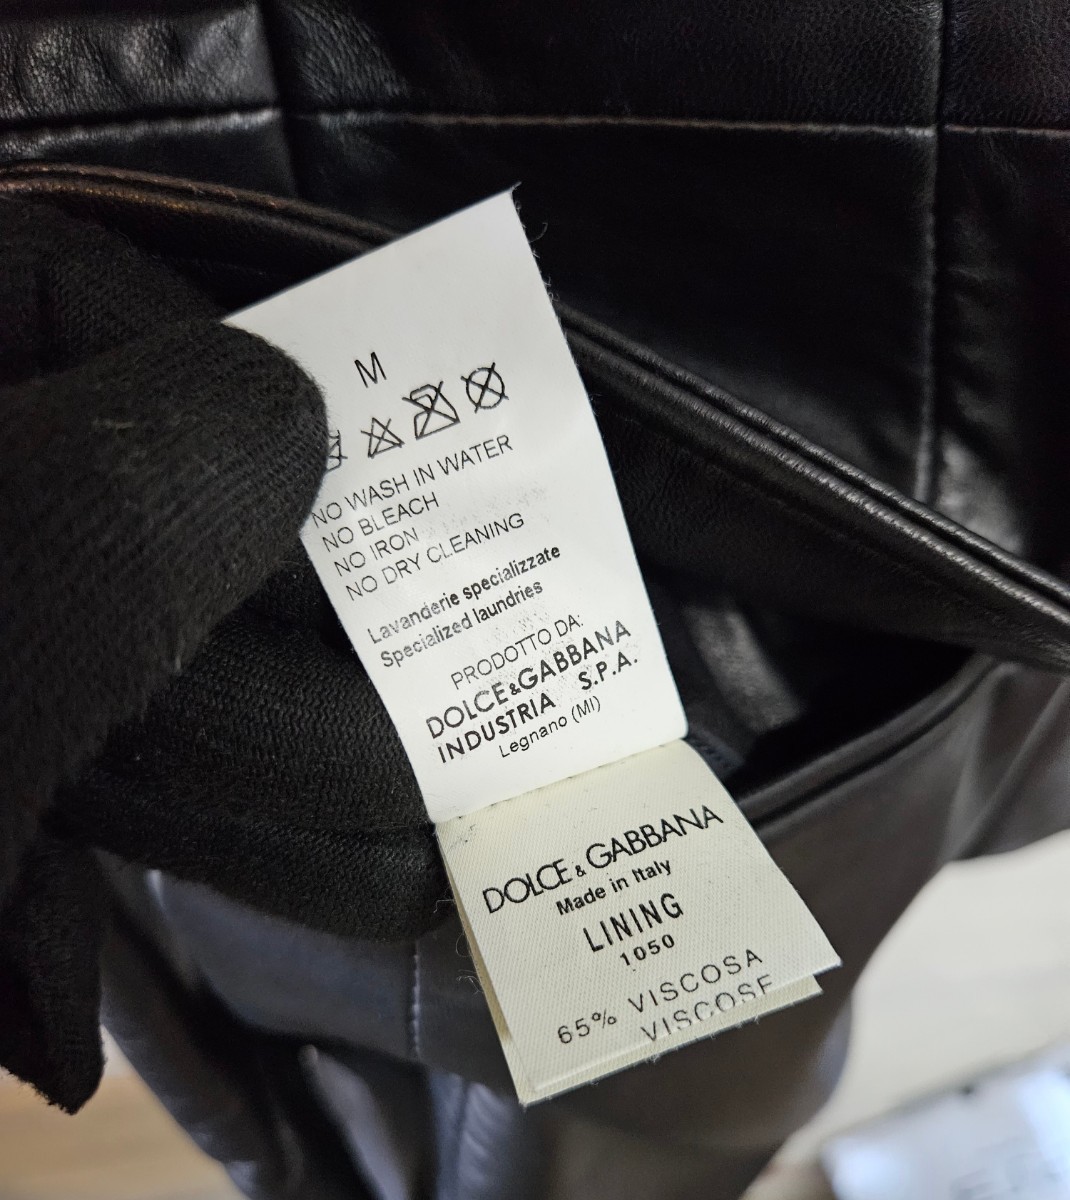 M
NO WASH IN WATER
NO BLEACH
NO IRON
NO DRY CLEANING
Lavanderie specializzate
Specialized laundries
PRODOTTO DA:
DOLCE&GABBANA
INDUSTRIA S.P.A.
Legnano (MI)
DOLCE & GABBANA
Made in Italy
LINING
1050
65% VISCOSA
VISCOSE